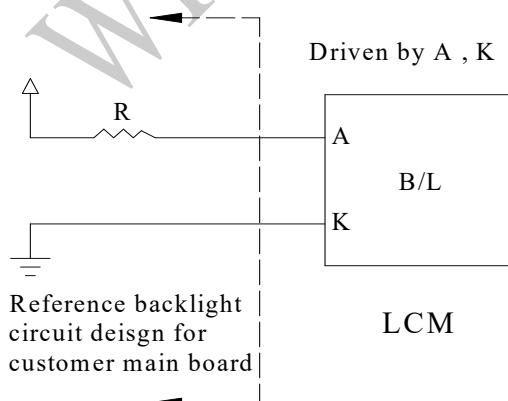 Driven by A , K
R
A
B/L
K
Reference backlight
circuit deisgn for
customer main board
LCM